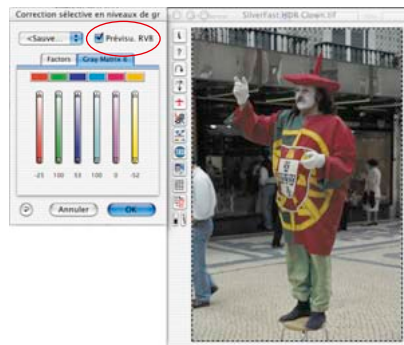 Correction sélective en niveaux de gr
<Sauve...
Prévisu. RVB
Factors
Gray Matrix 6
-25 100 53 100 0 -52
Annuler
OK
SilverFast HDR Clown.tif